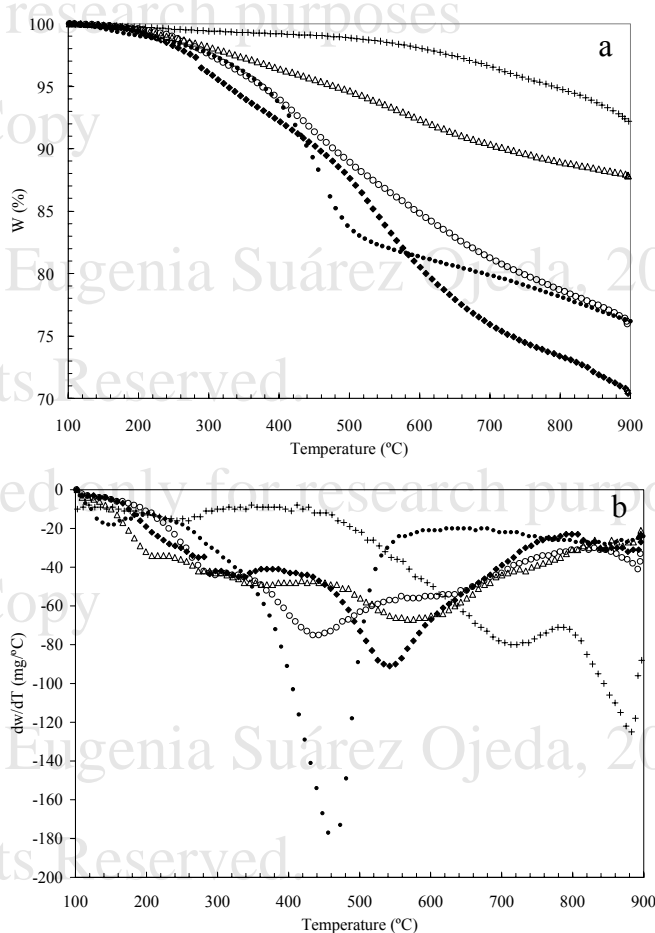 research purposes
a
100
95
Copy
90
W (%)
85
Eugenia Suárez Ojeda, 20
80
75
ts Reserved.
70
100 200 300 400 500 600 700 800 900
Temperature (ºC)
ed only for research purpos
b
0
-20
-40
Copy
-60
-80
dw/dT (mg/ºC)
-100
-120
Eugenia Suárez Ojeda, 20
-140
-160
ts Reserved.
-180
-200
100 200 300 400 500 600 700 800 900
Temperature (ºC)